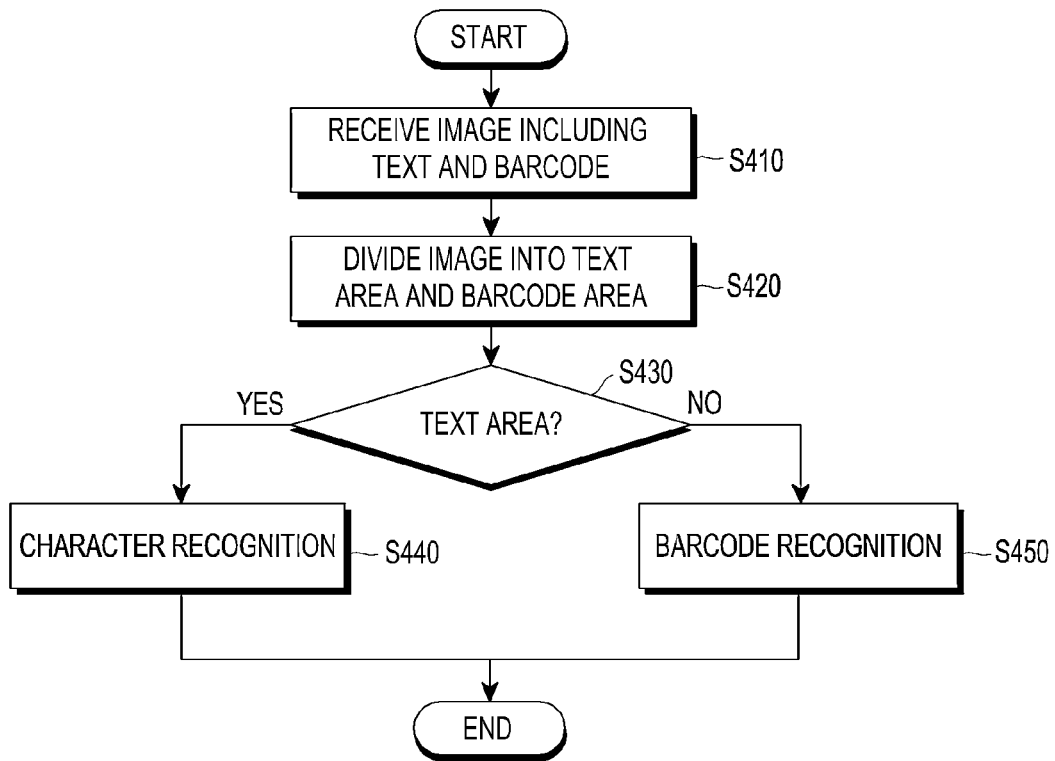 START
RECEIVE IMAGE INCLUDING
TEXT AND BARCODE
S410
DIVIDE IMAGE INTO TEXT
AREA AND BARCODE AREA
S420
S430
YES
TEXT AREA?
NO
CHARACTER RECOGNITION
S440
BARCODE RECOGNITION
S450
END